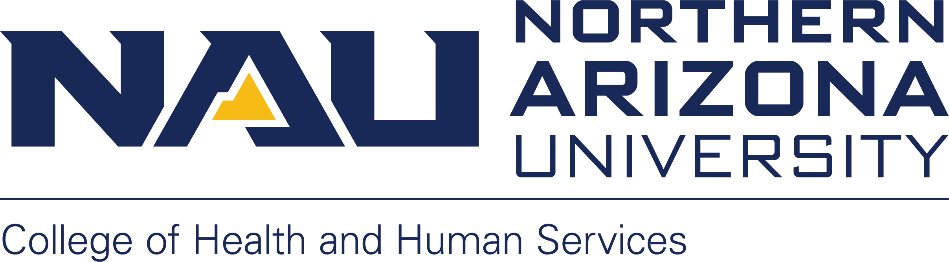 NAU
NORTHERN
ARIZONA
UNIVERSITY
College of Health and Human Services